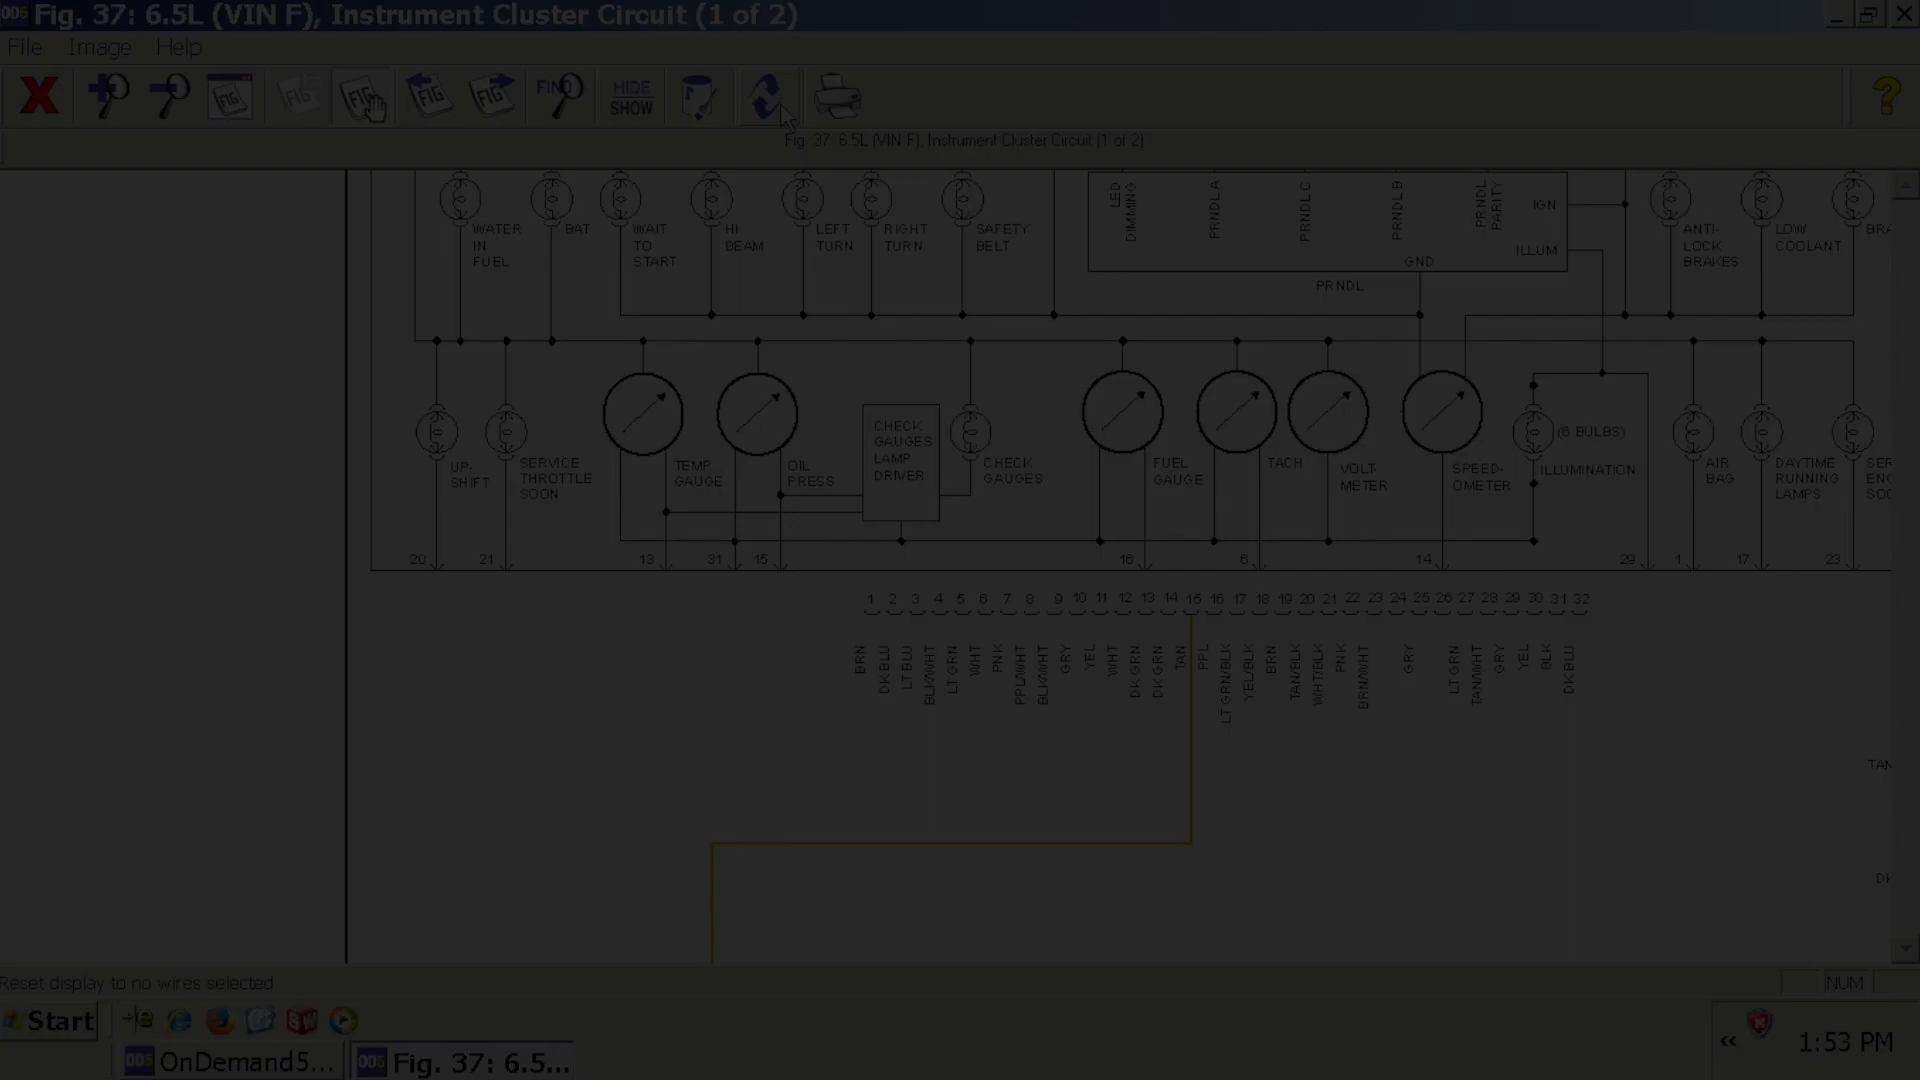 ODS Fig. 37: 6.5L (VIN F), Instrument Cluster Circuit (1 of 2)
File Image Help
FIG FIG FIG FIG FIG FIND HIDE SHOW ?
Fig. 37: 6.5L (VIN F), Instrument Cluster Circuit (1 of 2)
LED DIMMING
PRNDL A
PRNDL C
PRNDL B
PRNDL PARITY
IGN
ILLUM
GND
PRNDL
WATER IN FUEL
BAT
WAIT TO START
HI BEAM
LEFT TURN
RIGHT TURN
SAFETY BELT
ANTI-LOCK BRAKES
LOW COOLANT
BRA
UP-SHIFT
SERVICE THROTTLE SOON
TEMP GAUGE
OIL PRESS
CHECK GAUGES LAMP DRIVER
CHECK GAUGES
FUEL GAUGE
TACH
VOLT METER
SPEED-OMETER
(6 BULBS)
ILLUMINATION
AIR BAG
DAYTIME RUNNING LAMPS
SER ENG SOO
20 21 13 31 15 16 6 14 29 1 17 23
1 2 3 4 5 6 7 8 9 10 11 12 13 14 15 16 17 18 19 20 21 22 23 24 25 26 27 28 29 30 31 32
BRN
DK BLU
LT BLU
BLK/WHT
LT GRN
WHT
PNK
PPL/WHT
BLK/WHT
GRY
YEL
WHT
DK GRN
DK GRN
TAN
PPL
LT GRN/BLK
YEL/BLK
BRN
TAN/BLK
WHT/BLK
PNK
BRN/WHT
GRY
LT GRN
TAN/WHT
GRY
YEL
BLK
DK BLU
TAN
DK
Reset display to no wires selected
NUM
Start
« 1:53 PM
OnDemand5...
Fig. 37: 6.5...